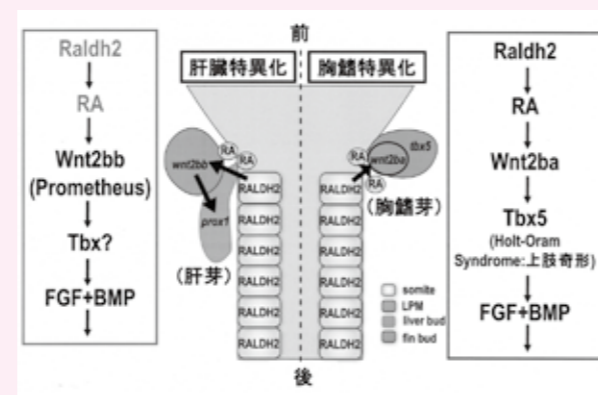 Raldh2
RA
Wnt2bb
(Prometheus)
Tbx?
FGF+BMP
前
肝臓特異化
胸鰭特異化
RA
RA
wnt2bb
prox1
(肝芽)
RALDH2
RALDH2
RALDH2
RALDH2
RALDH2
RALDH2
RALDH2
RALDH2
RALDH2
RALDH2
RALDH2
RALDH2
RA
RA
wnt2ba
tbx5
(胸鰭芽)
somite
LPM
liver bud
fin bud
後
Raldh2
RA
Wnt2ba
Tbx5
(Holt-Oram
Syndrome:上肢奇形)
FGF+BMP